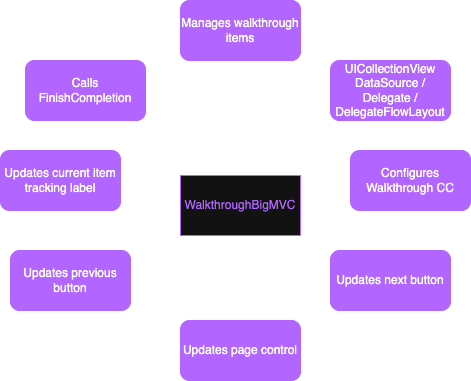 Manages walkthrough
items
Calls
FinishCompletion
UICollectionView
DataSource /
Delegate /
DelegateFlowLayout
Updates current item
tracking label
Configures
Walkthrough CC
WalkthroughBigMVC
Updates previous
button
Updates next button
Updates page control